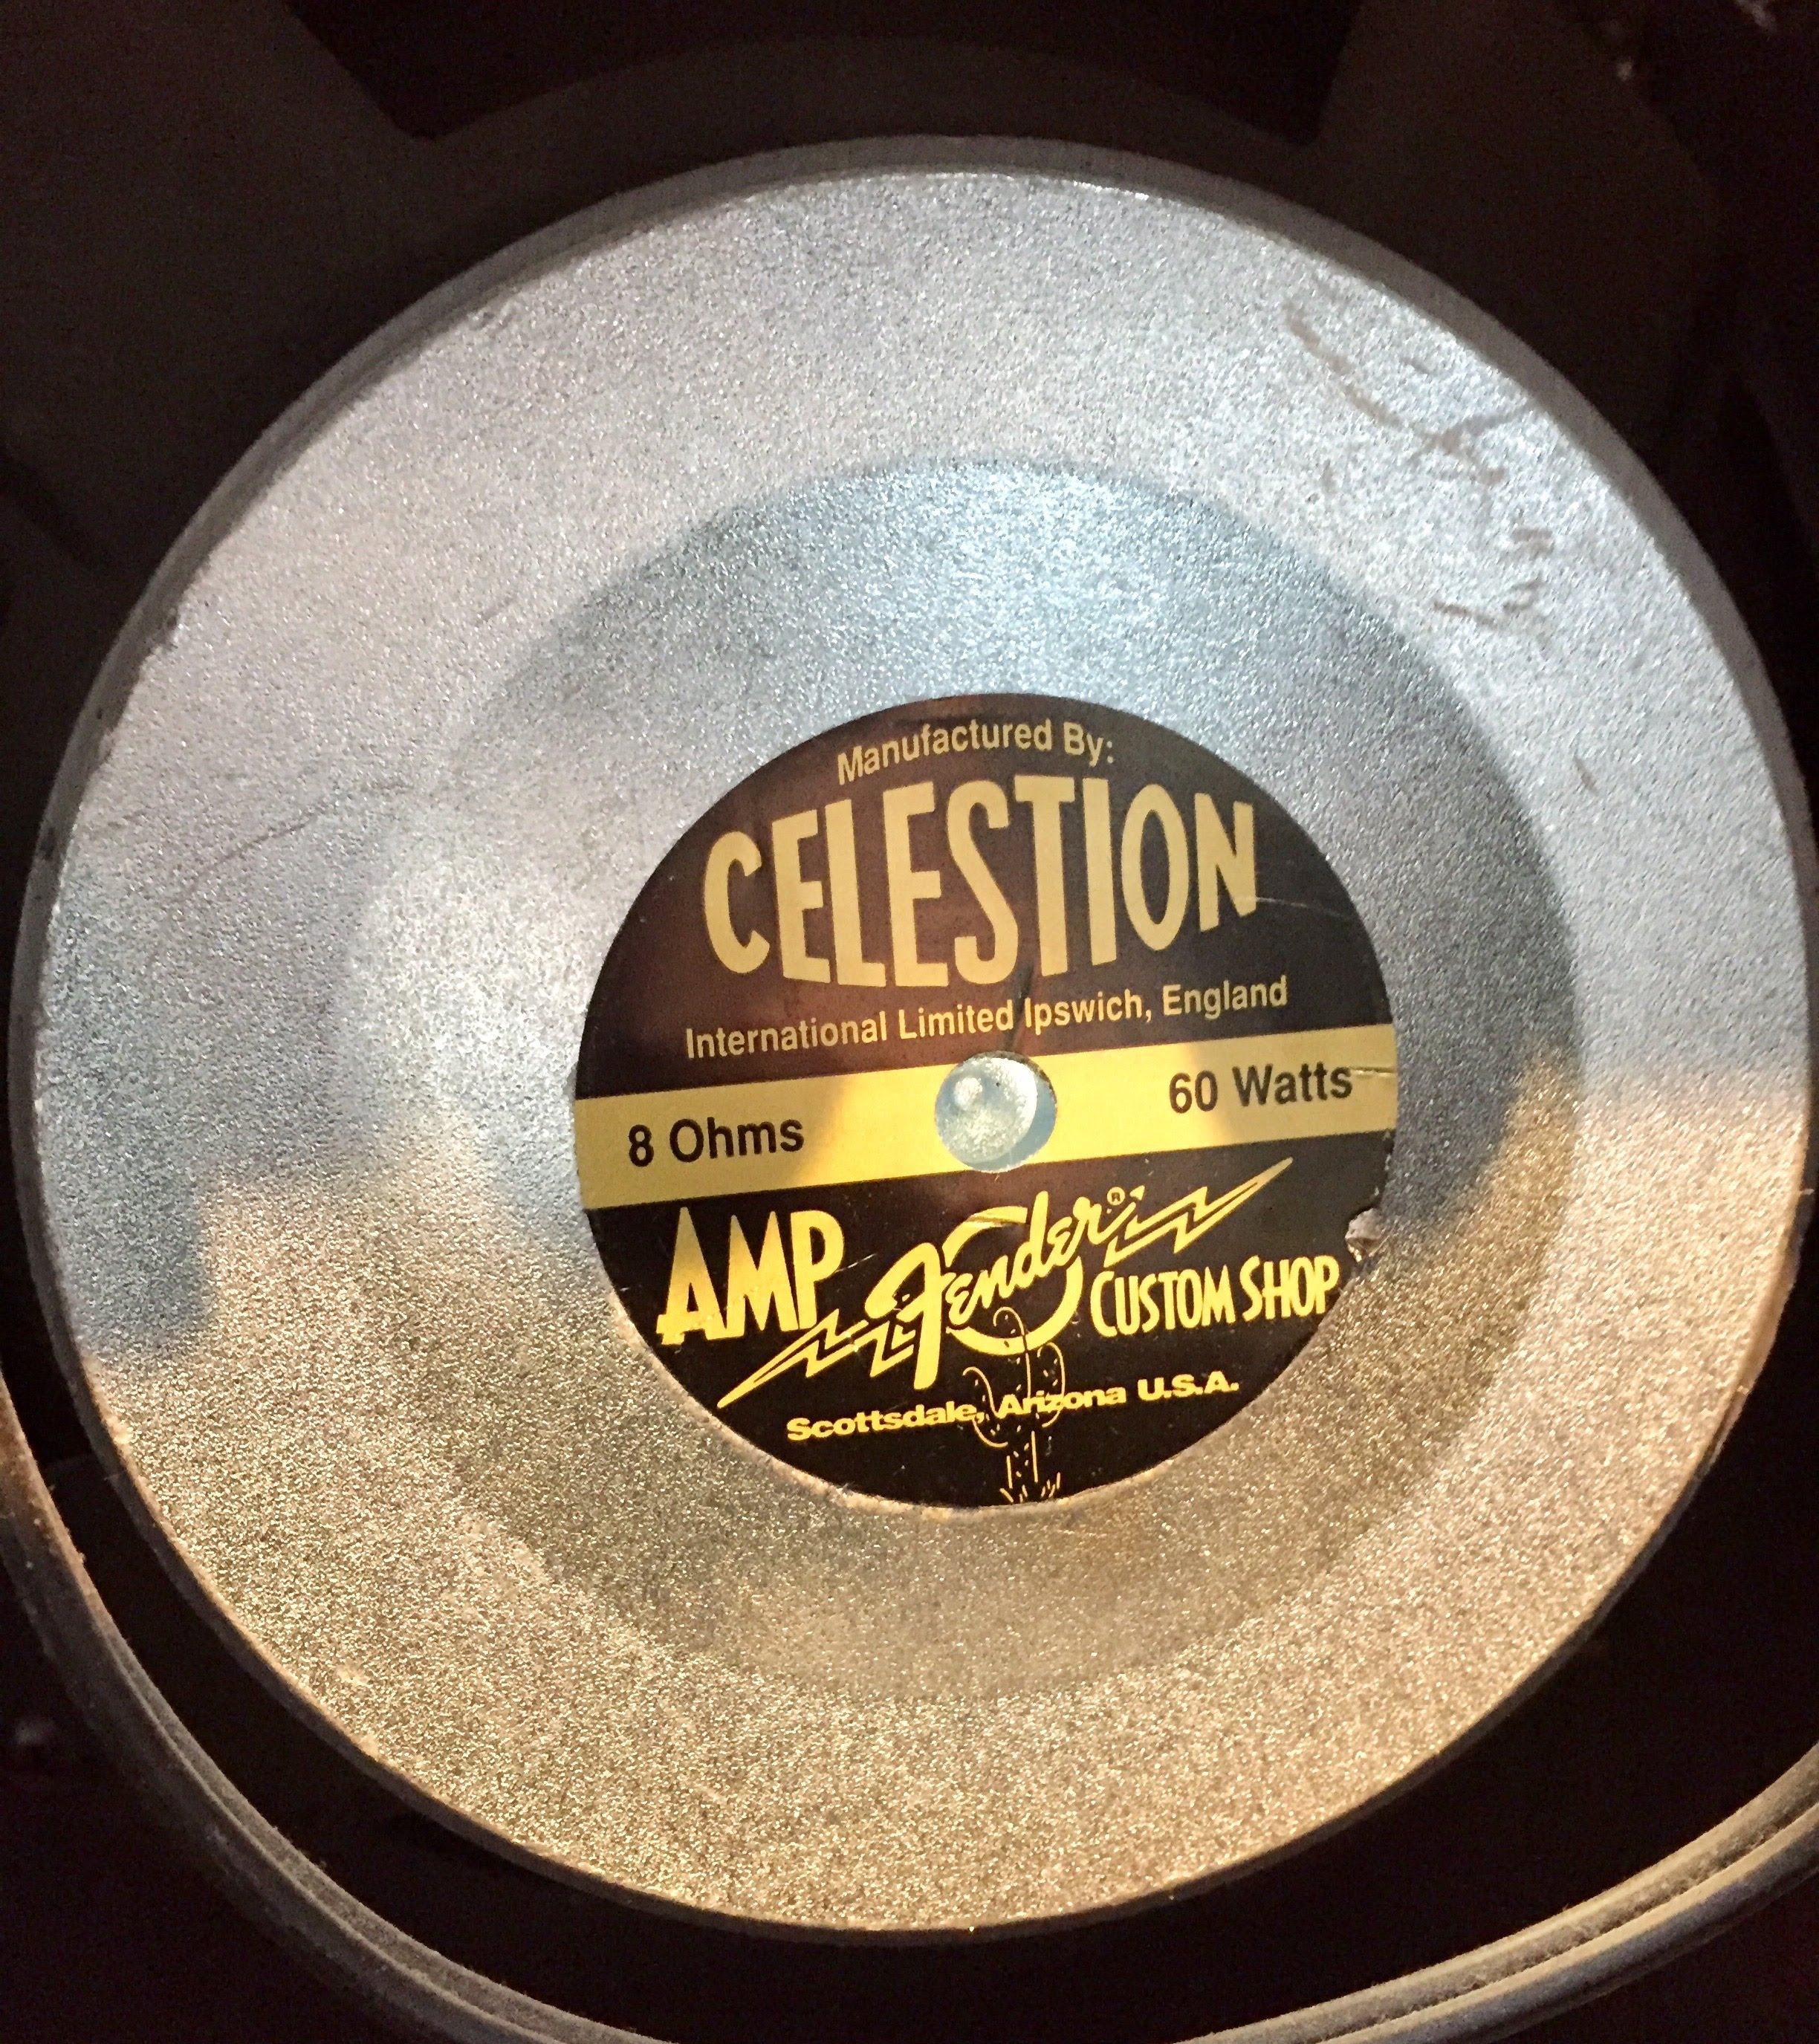 Manufactured By:
CELESTION
International Limited Ipswich, England
8 Ohms 60 Watts
AMP Fender® CUSTOM SHOP
Scottsdale, Arizona U.S.A.